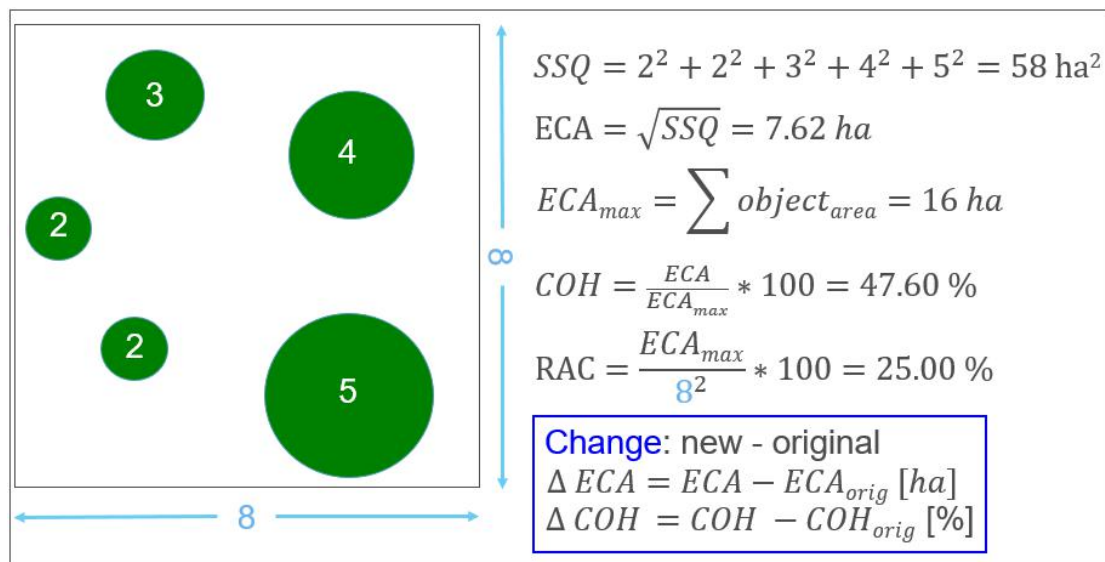 3
4
2
2
5
8
8
SSQ = 2² + 2² + 3² + 4² + 5² = 58 ha²
ECA = √SSQ = 7.62 ha
ECA_max = ∑ object_area = 16 ha
COH = ECA/ECA_max * 100 = 47.60 %
RAC = ECA_max/8² * 100 = 25.00 %
Change: new - original
Δ ECA = ECA − ECA_orig [ha]
Δ COH = COH − COH_orig [%]